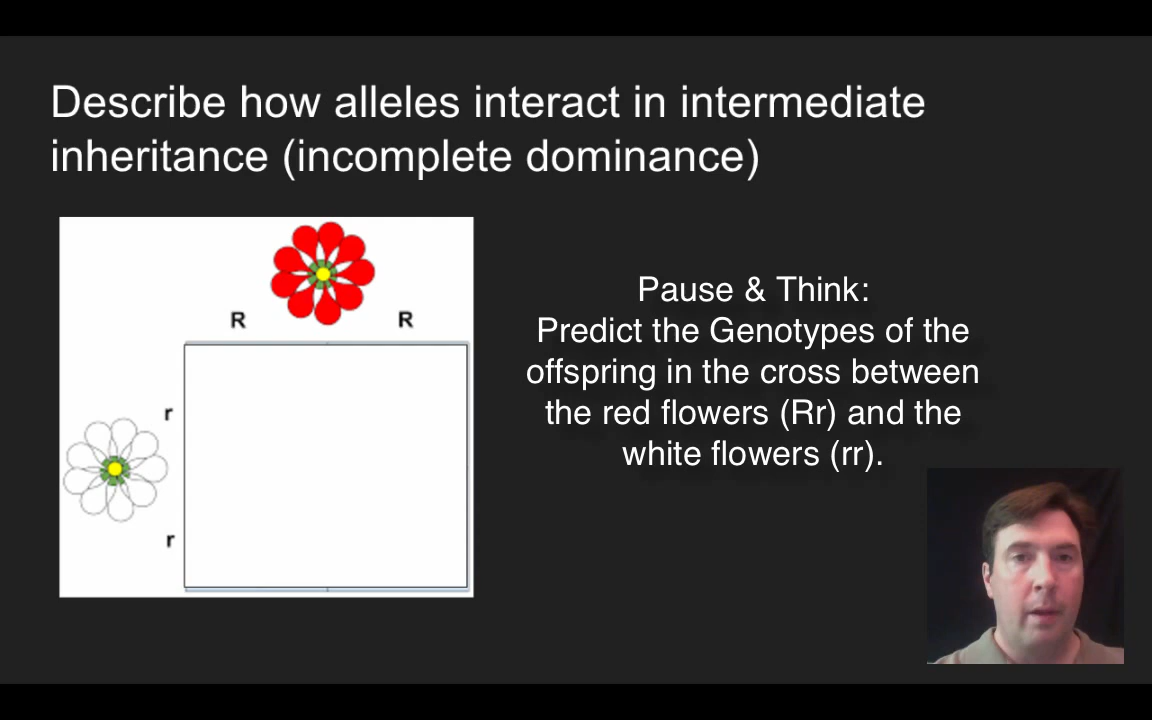 Describe how alleles interact in intermediate
inheritance (incomplete dominance)
R R
r
r
Pause & Think:
Predict the Genotypes of the
offspring in the cross between
the red flowers (Rr) and the
white flowers (rr).